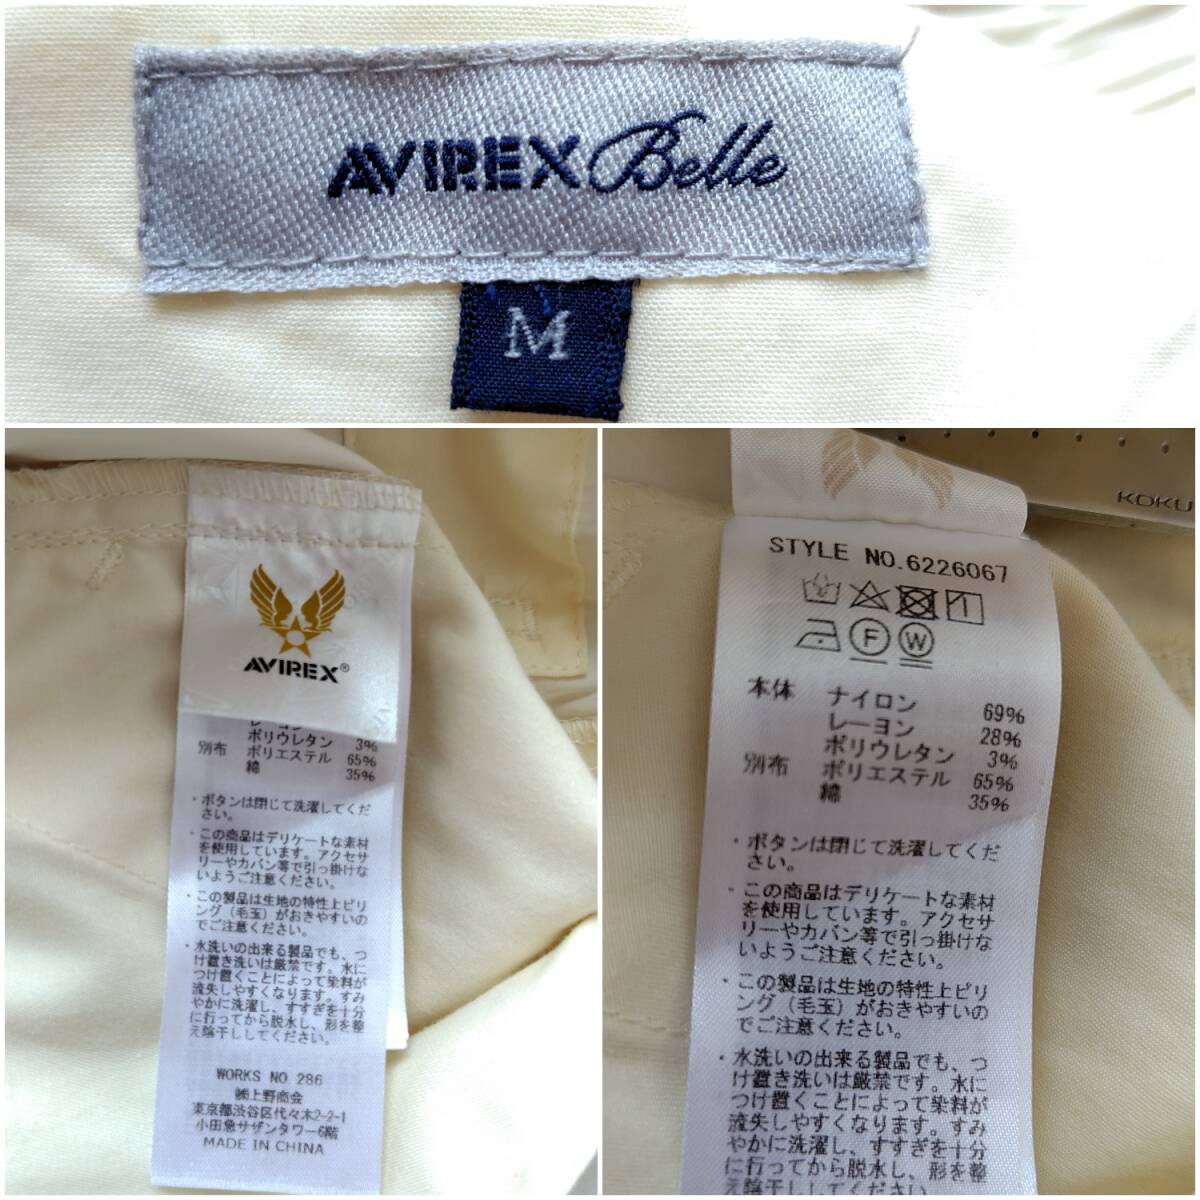 AVIREX Belle
M
AVIREX®
レーヨン
ポリウレタン 3%
別布 ポリエステル 65%
綿 35%
・ボタンは閉じて洗濯してくだ
さい。
・この商品はデリケートな素材
を使用しています。アクセサ
リーやカバン等で引っ掛けな
いようご注意ください。
・この製品は生地の特性上ピリ
ング（毛玉）がおきやすいの
でご注意ください。
・水洗いの出来る製品でも、つ
け置き洗いは厳禁です。水に
つけ置くことによって染料が
流失しやすくなります。すみ
やかに洗濯し、すすぎを十分
に行ってから脱水し、形を整
え陰干ししてください。
WORKS NO 286
㈱上野商会
東京都渋谷区代々木2-2-1
小田急サザンタワー6階
MADE IN CHINA
KOKU
STYLE NO.6226067
F W
本体 ナイロン 69%
レーヨン 28%
ポリウレタン 3%
別布 ポリエステル 65%
綿 35%
・ボタンは閉じて洗濯してくだ
さい。
・この商品はデリケートな素材
を使用しています。アクセサ
リーやカバン等で引っ掛けな
いようご注意ください。
・この製品は生地の特性上ピリ
ング（毛玉）がおきやすいの
でご注意ください。
・水洗いの出来る製品でも、つ
け置き洗いは厳禁です。水に
つけ置くことによって染料が
流失しやすくなります。すみ
やかに洗濯し、すすぎを十分
に行ってから脱水し、形を整
え陰干ししてください。